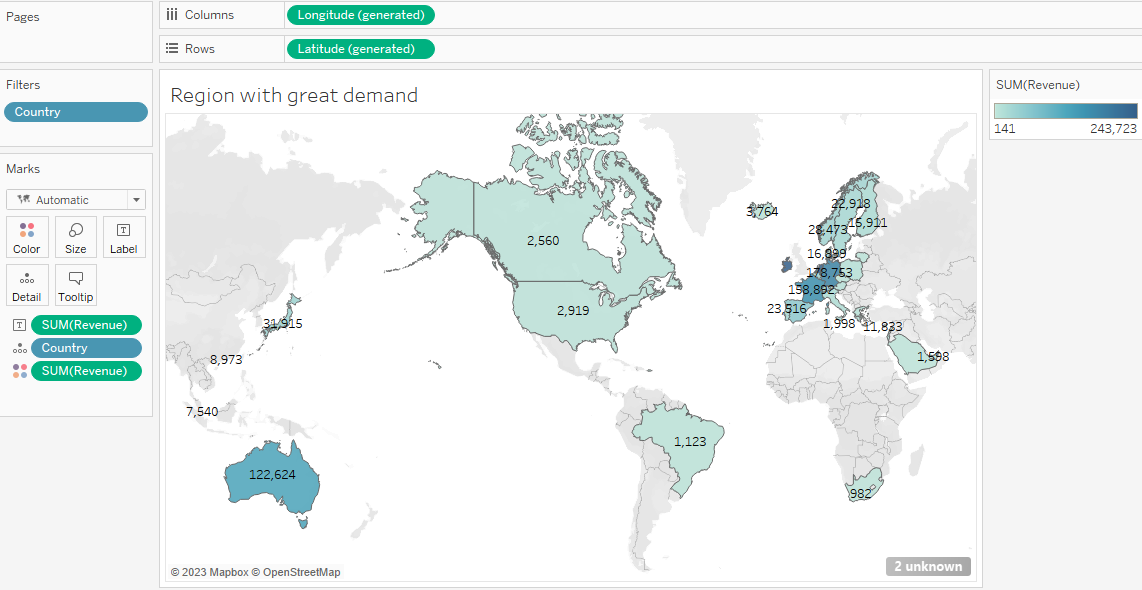 Pages
Columns
Longitude (generated)
Rows
Latitude (generated)
Filters
Country
Marks
Automatic
Color
Size
Label
Detail
Tooltip
SUM(Revenue)
Country
SUM(Revenue)
Region with great demand
3,764
22,918
15,911
28,473
2,560
16,839
178,753
158,892
2,919
23,516
31,915
1,998
11,833
8,973
1,598
7,540
1,123
122,624
982
© 2023 Mapbox © OpenStreetMap
2 unknown
SUM(Revenue)
141
243,723